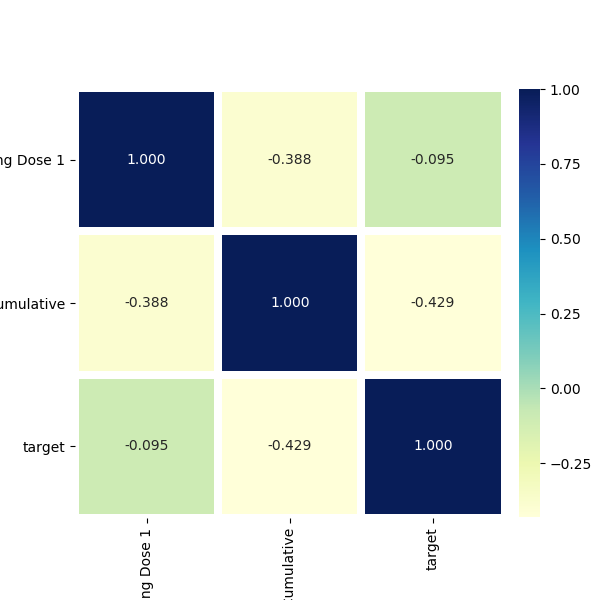 1.00
ng Dose 1
1.000
-0.388
-0.095
0.75
0.50
umulative
-0.388
1.000
-0.429
0.25
0.00
target
-0.095
-0.429
1.000
−0.25
ng Dose 1
umulative
target